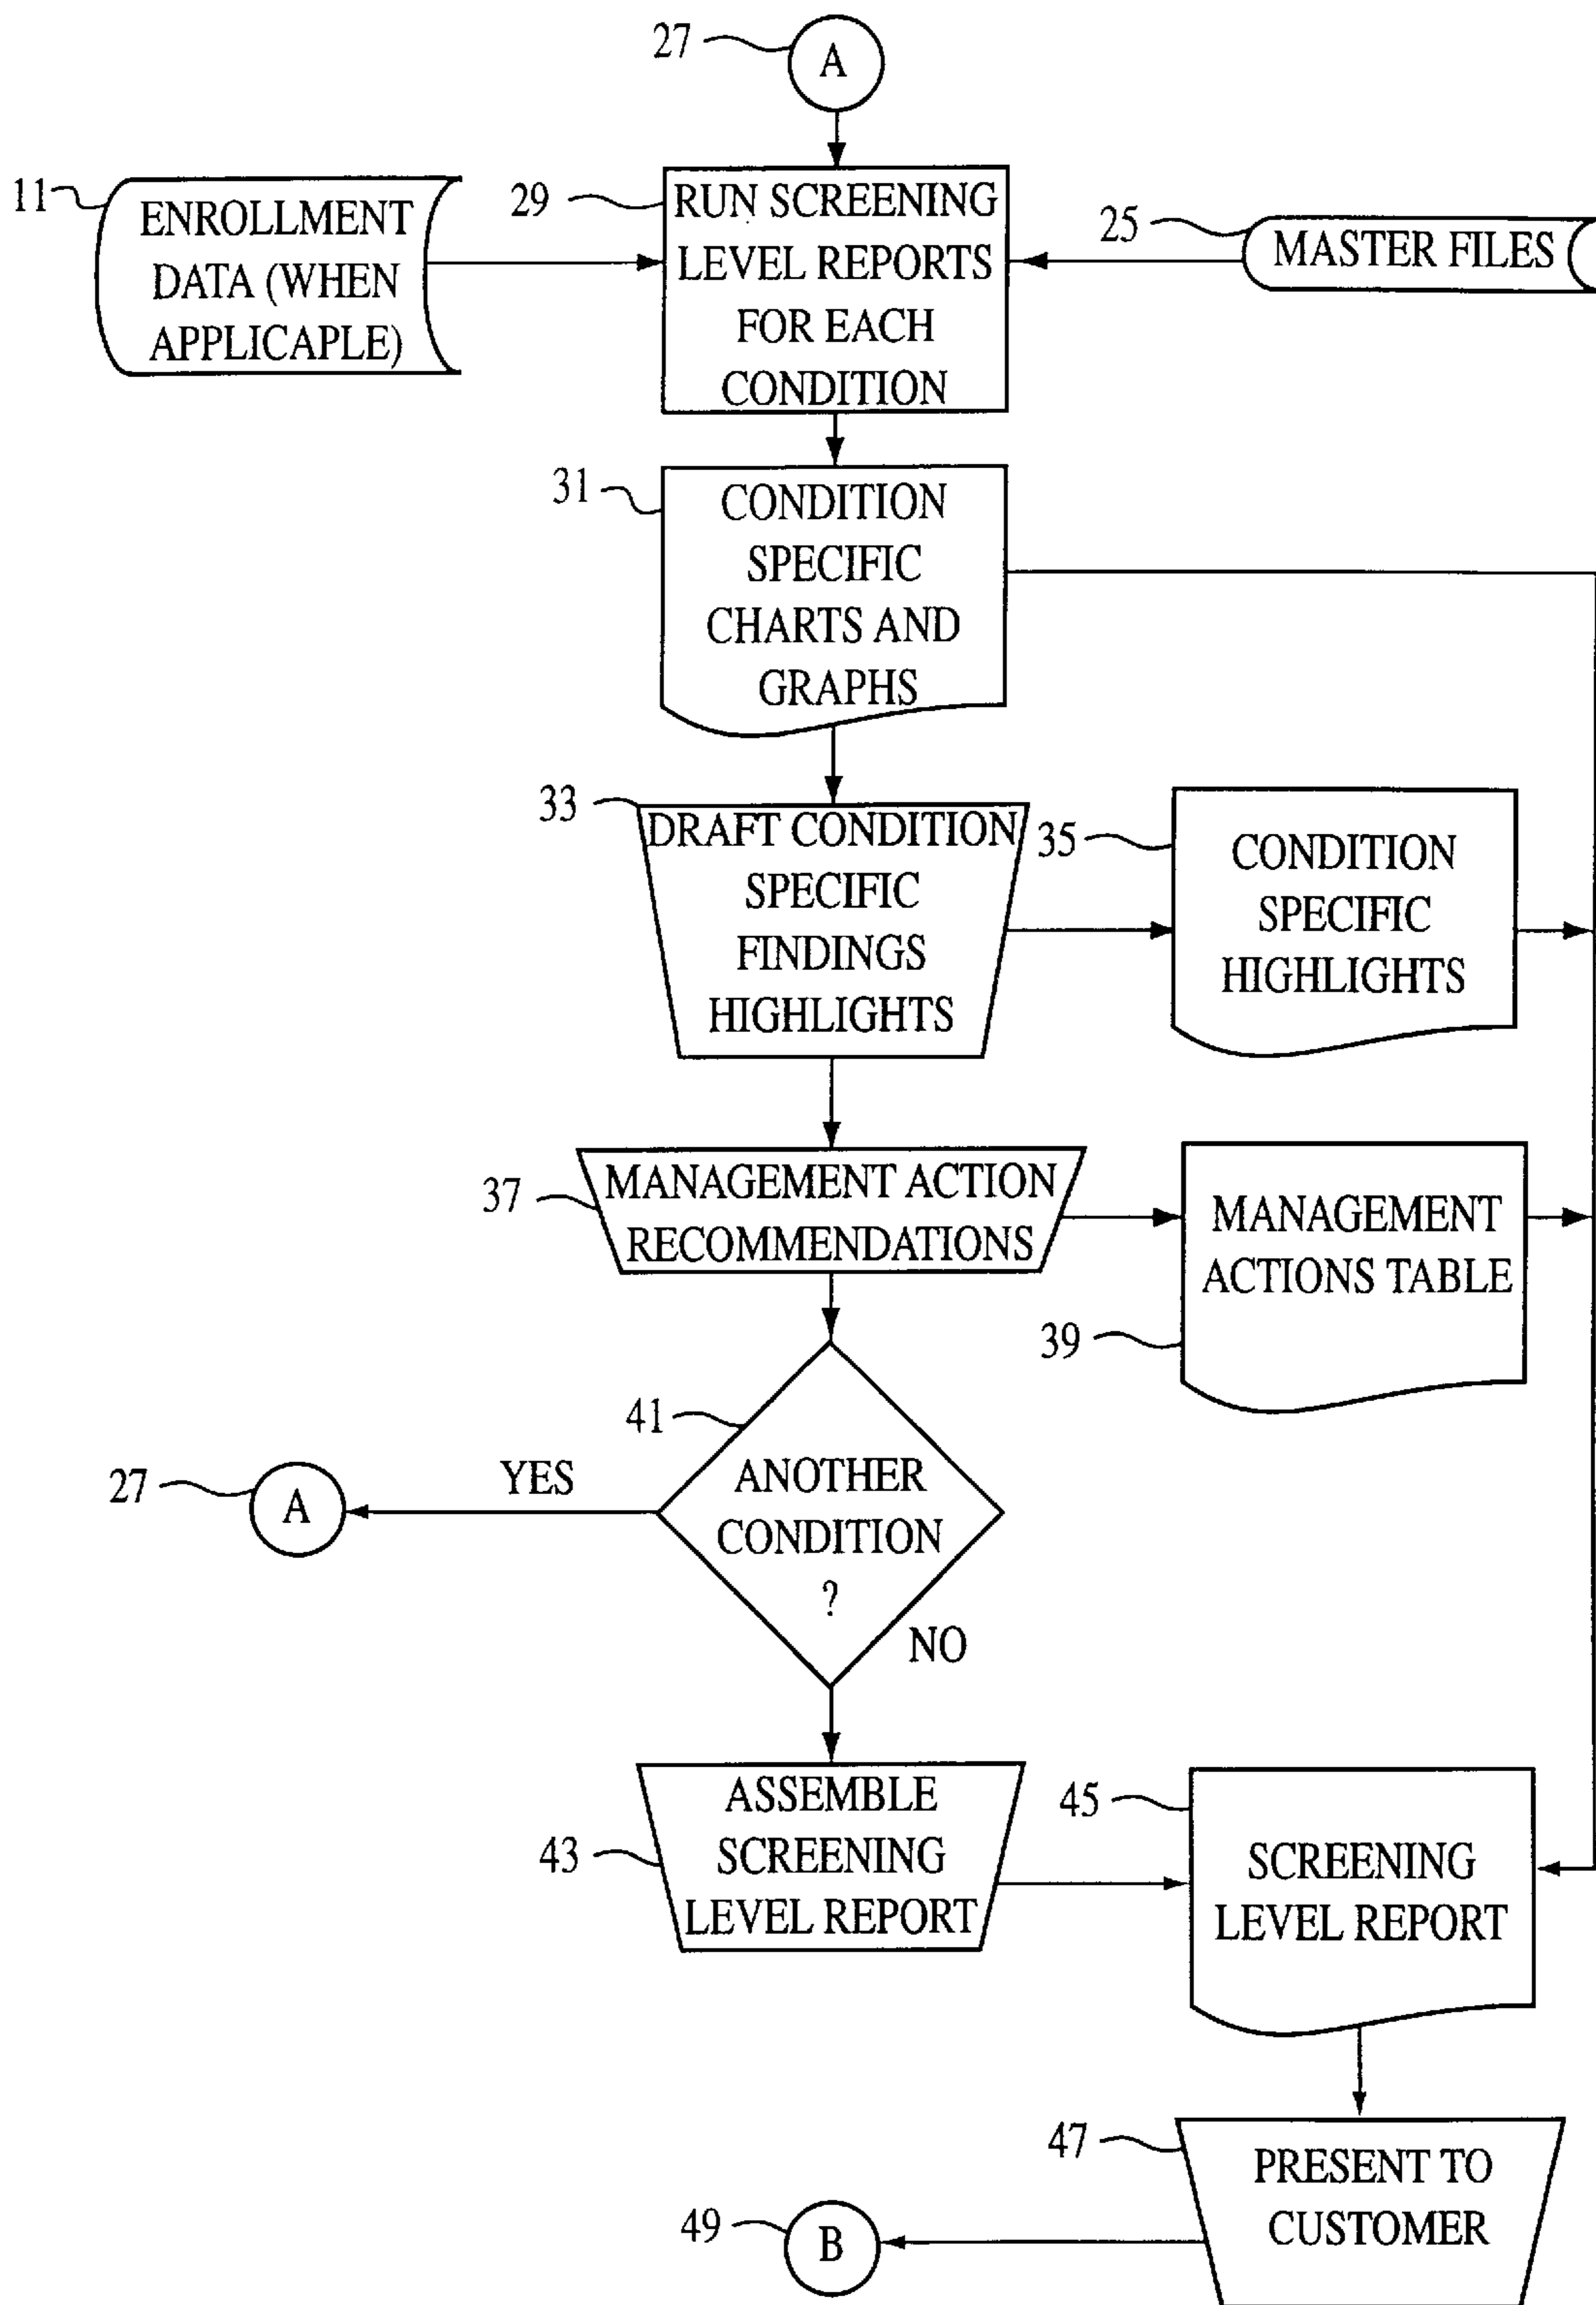 27
A
11
ENROLLMENT
DATA (WHEN
APPLICAPLE)
29
RUN SCREENING
LEVEL REPORTS
FOR EACH
CONDITION
25
MASTER FILES
31
CONDITION
SPECIFIC
CHARTS AND
GRAPHS
33
DRAFT CONDITION
SPECIFIC
FINDINGS
HIGHLIGHTS
35
CONDITION
SPECIFIC
HIGHLIGHTS
37
MANAGEMENT ACTION
RECOMMENDATIONS
39
MANAGEMENT
ACTIONS TABLE
41
ANOTHER
CONDITION
?
YES
27
A
NO
43
ASSEMBLE
SCREENING
LEVEL REPORT
45
SCREENING
LEVEL REPORT
47
PRESENT TO
CUSTOMER
49
B